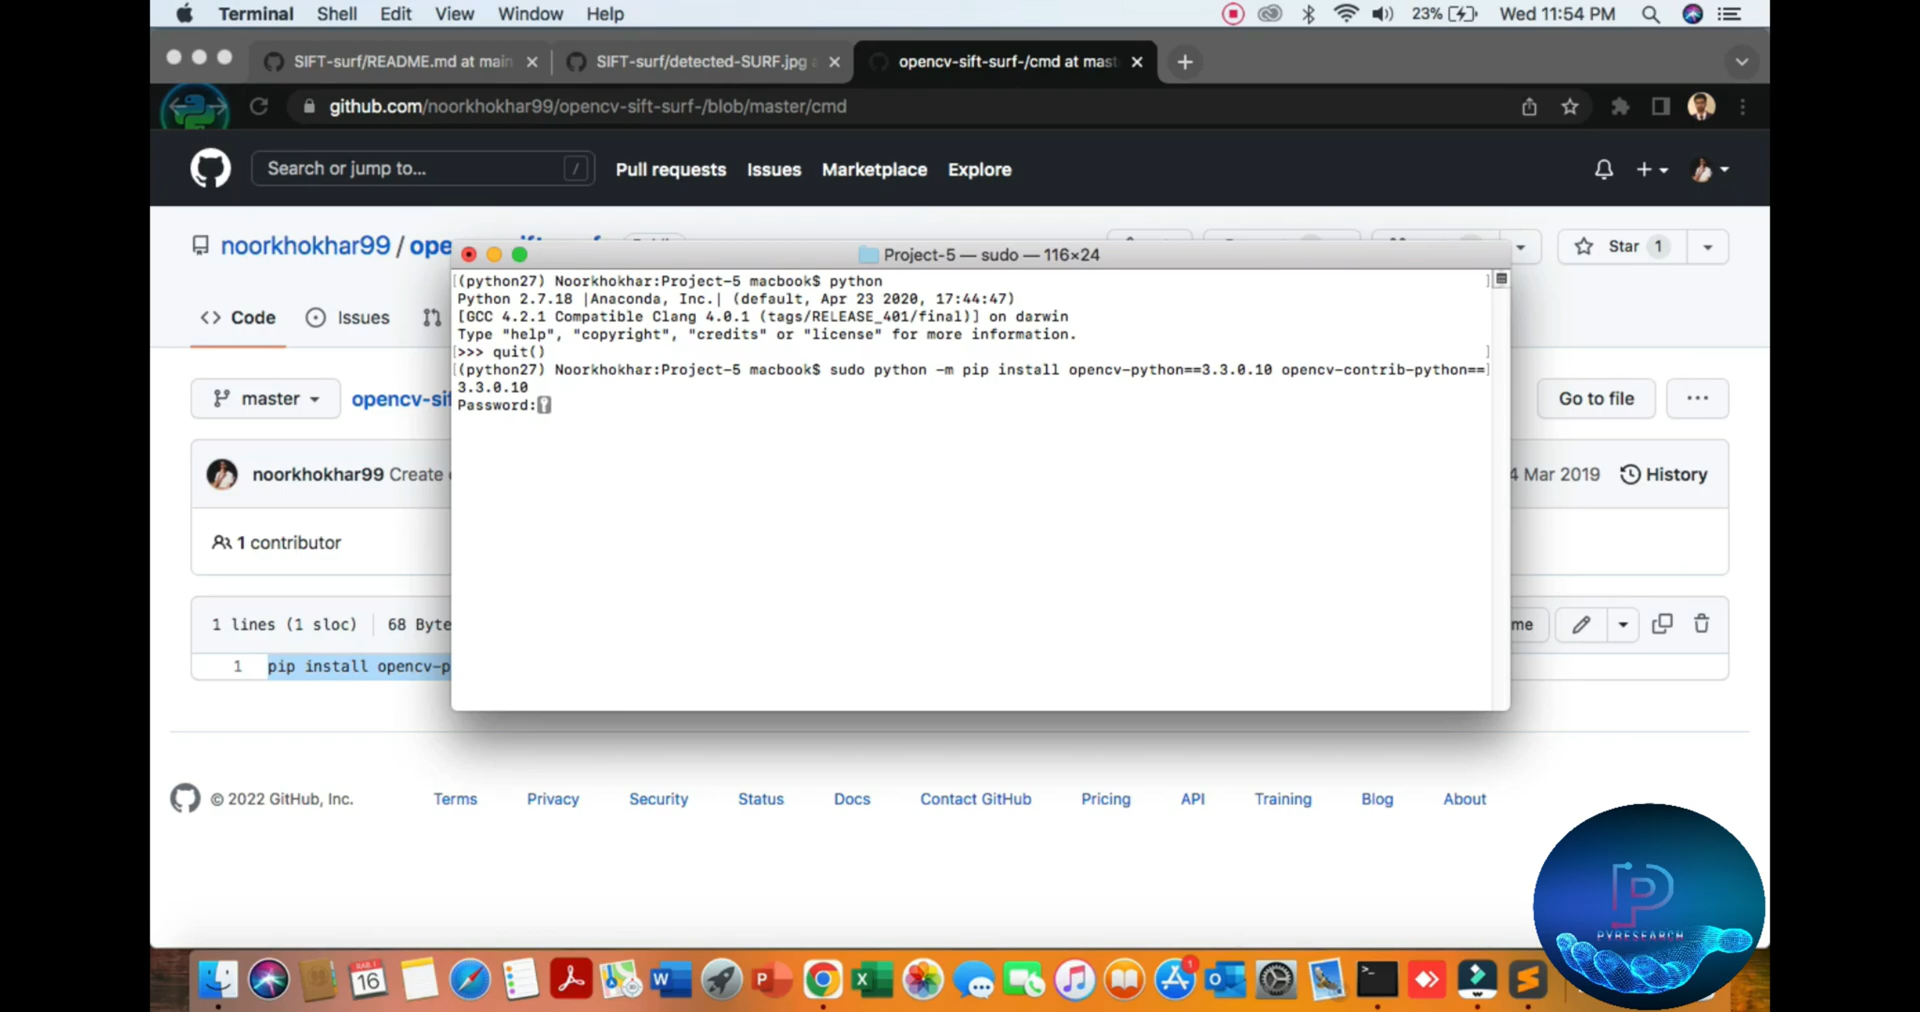 Terminal Shell Edit View Window Help 23% Wed 11:54 PM
SIFT-surf/README.md at main SIFT-surf/detected-SURF.jpg a opencv-sift-surf-/cmd at mast
github.com/noorkhokhar99/opencv-sift-surf-/blob/master/cmd
Search or jump to... / Pull requests Issues Marketplace Explore
noorkhokhar99 / ope
Star 1
Project-5 — sudo — 116×24
[(python27) Noorkhokhar:Project-5 macbook$ python ]
Python 2.7.18 |Anaconda, Inc.| (default, Apr 23 2020, 17:44:47)
[GCC 4.2.1 Compatible Clang 4.0.1 (tags/RELEASE_401/final)] on darwin
Type "help", "copyright", "credits" or "license" for more information.
[>>> quit() ]
[(python27) Noorkhokhar:Project-5 macbook$ sudo python -m pip install opencv-python==3.3.0.10 opencv-contrib-python==]
3.3.0.10
Password:
<> Code Issues
master opencv-sif
Go to file ...
noorkhokhar99 Create
4 Mar 2019 History
1 contributor
1 lines (1 sloc) 68 Byte
me
1 pip install opencv-p
© 2022 GitHub, Inc. Terms Privacy Security Status Docs Contact GitHub Pricing API Training Blog About
PYRESEARCH
16
W
P
X
1